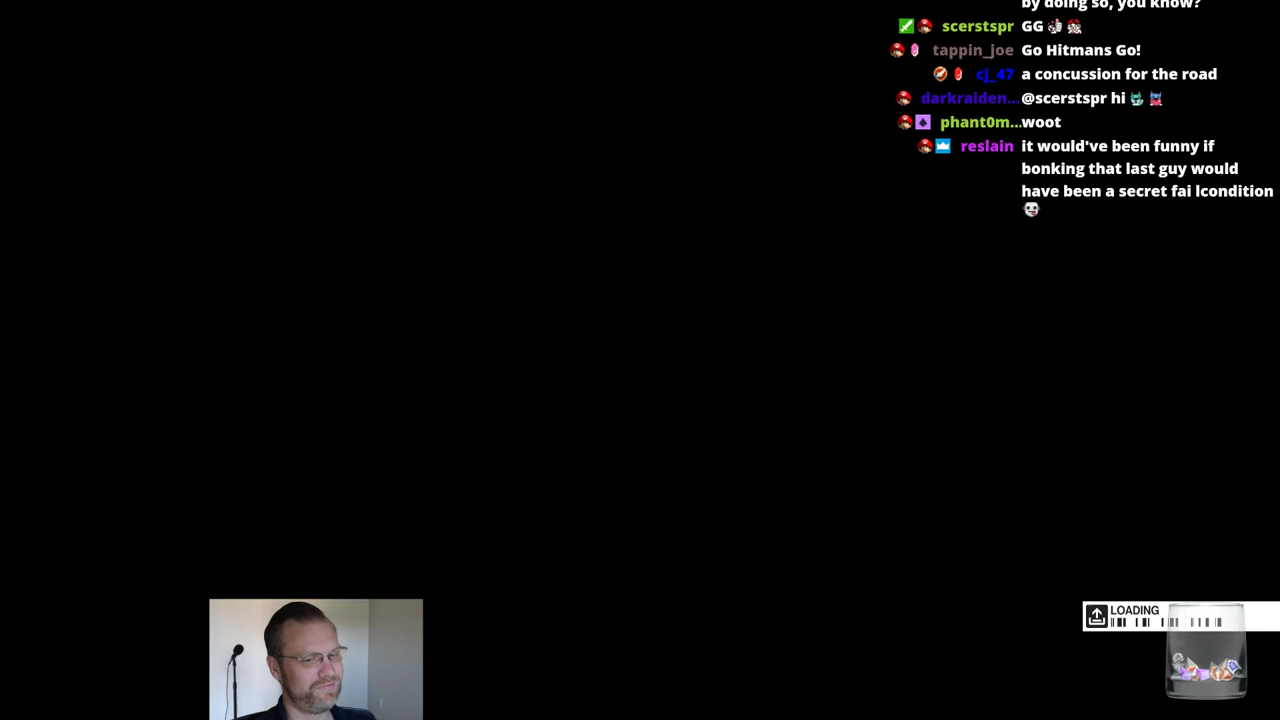 by doing so, you know?
scerstspr GG
tappin_joe Go Hitmans Go!
cj_47 a concussion for the road
darkraiden... @scerstspr hi
phant0m... woot
reslain it would've been funny if
bonking that last guy would
have been a secret fai lcondition
LOADING